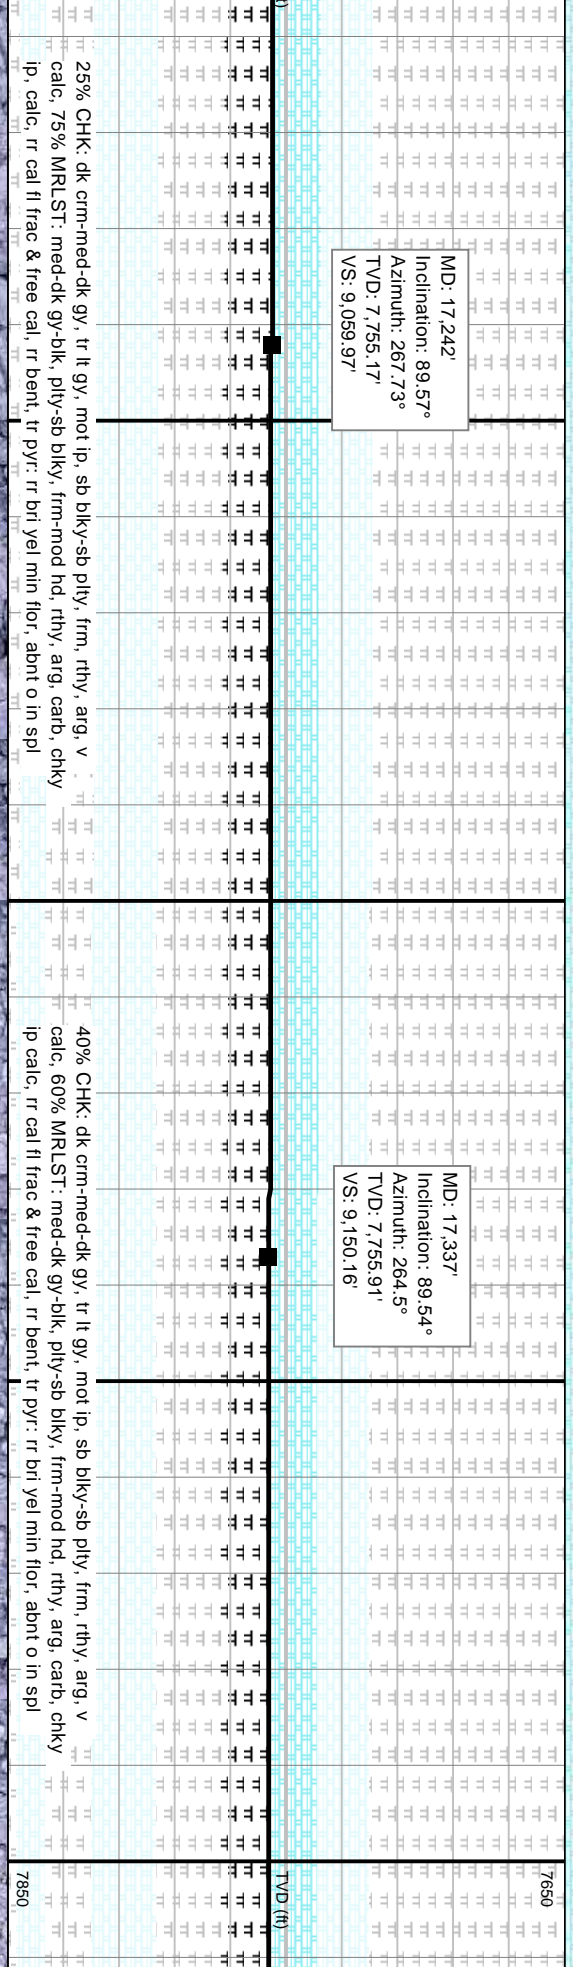 t)
MD: 17,242'
Inclination: 89.57°
Azimuth: 267.73°
TVD: 7,755.17'
VS: 9,059.97'
25% CHK: dk crm-med-dk gy, tr lt gy, mot ip, sb blky-sb plty, frm, rthy, arg, v
calc, 75% MRLST: med-dk gy-blk, plty-sb blky, frm-mod hd, rthy, arg, carb, chky
ip, calc, rr cal fl frac & free cal, rr bent, tr pyr: rr bri yel min flor, abnt o in spl
MD: 17,337'
Inclination: 89.54°
Azimuth: 264.5°
TVD: 7,755.91'
VS: 9,150.16'
40% CHK: dk crm-med-dk gy, tr lt gy, mot ip, sb blky-sb plty, frm, rthy, arg, v
calc, 60% MRLST: med-dk gy-blk, plty-sb blky, frm-mod hd, rthy, arg, carb, chky
ip calc, rr cal fl frac & free cal, rr bent, tr pyr: rr bri yel min flor, abnt o in spl
7650
TVD (ft)
7850